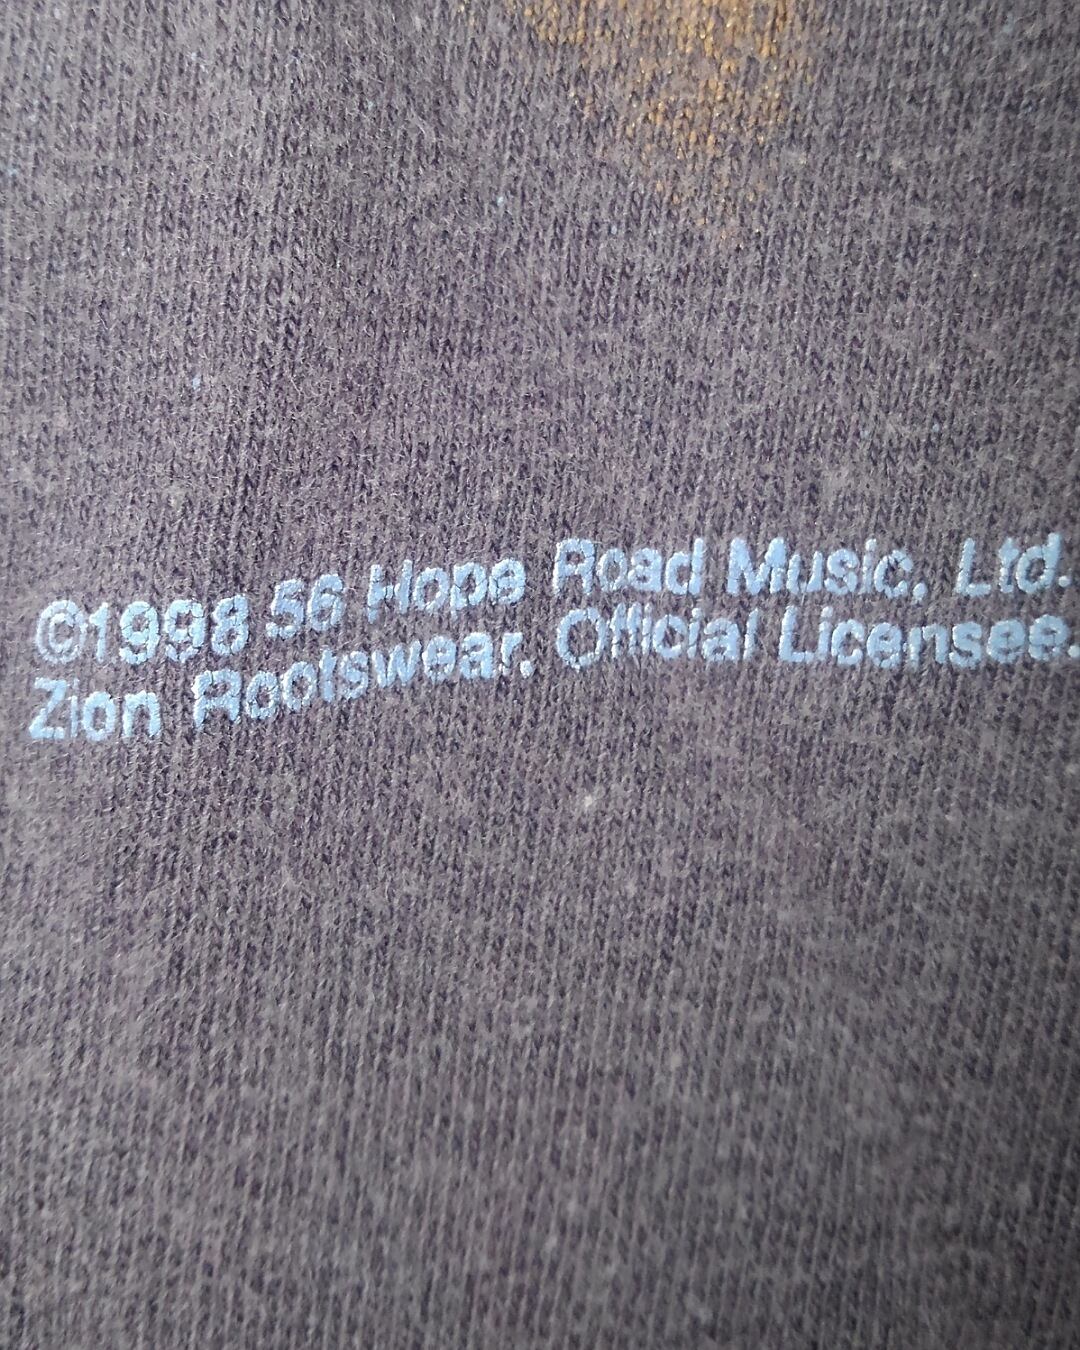 ©1998 56 Hope Road Music, Ltd.
Zion Rootswear, Official Licensee.